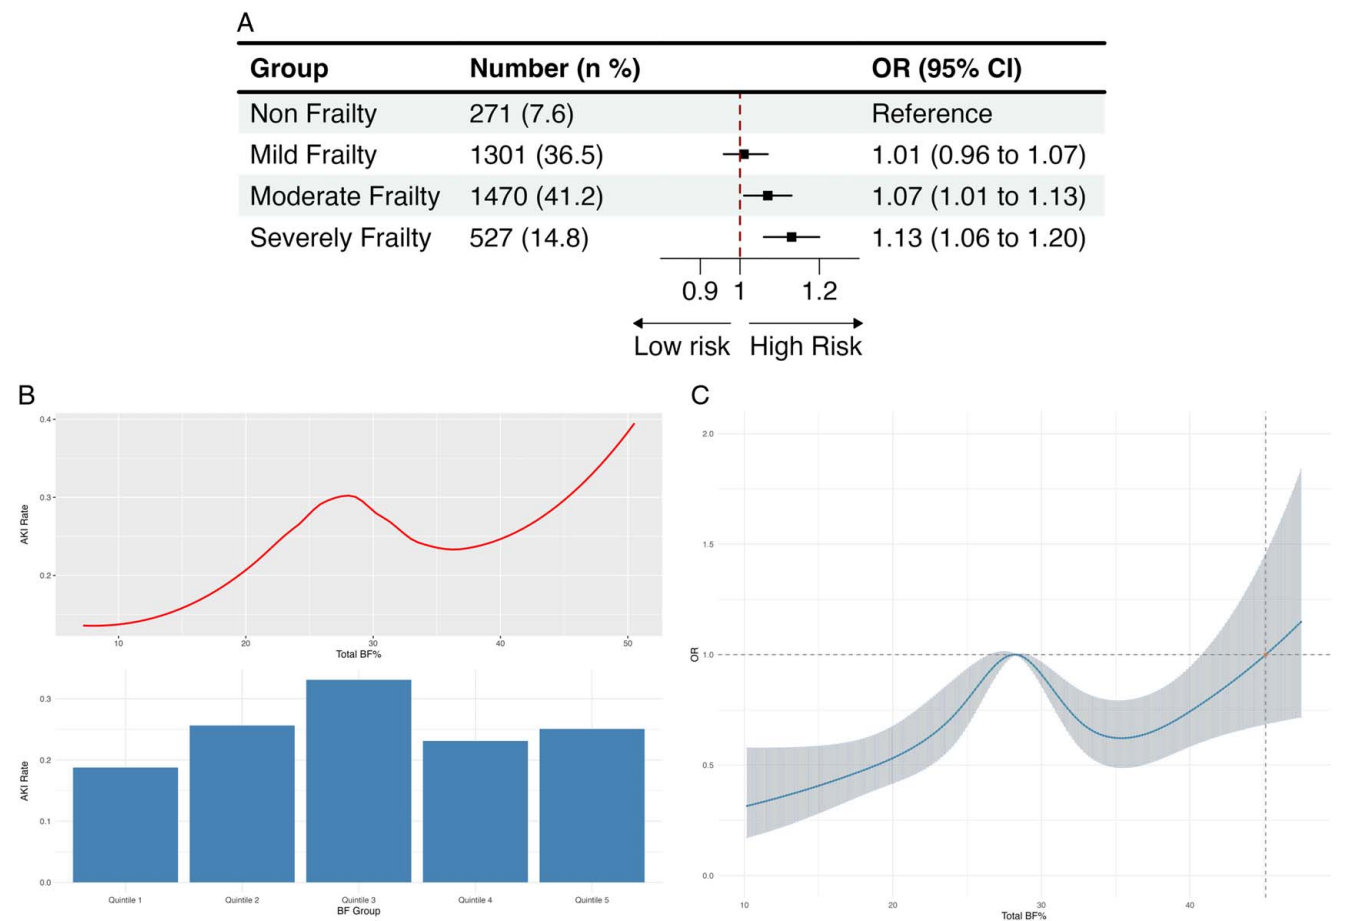 A
Group Number (n %) OR (95% CI)
Non Frailty 271 (7.6) Reference
Mild Frailty 1301 (36.5) 1.01 (0.96 to 1.07)
Moderate Frailty 1470 (41.2) 1.07 (1.01 to 1.13)
Severely Frailty 527 (14.8) 1.13 (1.06 to 1.20)
0.9 1 1.2
Low risk High Risk
B
0.4
0.3
0.2
AKI Rate
10 20 30 40 50
Total BF%
0.3
0.2
0.1
0.0
AKI Rate
Quintile 1 Quintile 2 Quintile 3 Quintile 4 Quintile 5
BF Group
C
2.0
1.5
1.0
0.5
0.0
OR
10 20 30 40
Total BF%